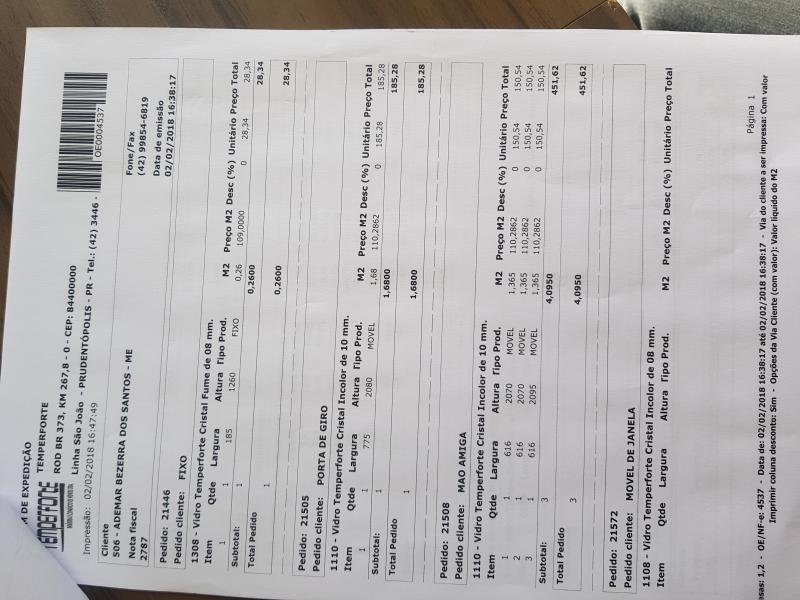 M DE EXPEDIÇÃO
TEMPERFORTE
TEMPERFORTE
ROD BR 373, KM 267,8 - 0 - CEP: 84400000
Linha São João - PRUDENTÓPOLIS - PR - Tel.: (42) 3446 -
OE0004537
Impressão: 02/02/2018 16:47:49
Cliente
506 - ADEMAR BEZERRA DOS SANTOS - ME
Fone/Fax
(42) 99854-6819
Nota fiscal
2787
Data de emissão
02/02/2018 16:38:17
Pedido: 21446
Pedido cliente: FIXO
1308 - Vidro Temperforte Cristal Fume de 08 mm.
Item Qtde Largura Altura Tipo Prod. M2 Preço M2 Desc (%) Unitário Preço Total
1 1 185 1260 FIXO 0,26 109,0000 0 28,34 28,34
Subtotal: 1 0,2600 28,34
Total Pedido 1 0,2600 28,34
Pedido: 21505
Pedido cliente: PORTA DE GIRO
1110 - Vidro Temperforte Cristal Incolor de 10 mm.
Item Qtde Largura Altura Tipo Prod. M2 Preço M2 Desc (%) Unitário Preço Total
1 1 775 2080 MOVEL 1,68 110,2862 0 185,28 185,28
Subtotal: 1 1,6800 185,28
Total Pedido 1 1,6800 185,28
Pedido: 21508
Pedido cliente: MAO AMIGA
1110 - Vidro Temperforte Cristal Incolor de 10 mm.
Item Qtde Largura Altura Tipo Prod. M2 Preço M2 Desc (%) Unitário Preço Total
1 1 616 2070 MOVEL 1,365 110,2862 0 150,54 150,54
2 1 616 2070 MOVEL 1,365 110,2862 0 150,54 150,54
3 1 616 2095 MOVEL 1,365 110,2862 0 150,54 150,54
Subtotal: 3 4,0950 451,62
Total Pedido 3 4,0950 451,62
Pedido: 21572
Pedido cliente: MOVEL DE JANELA
1108 - Vidro Temperforte Cristal Incolor de 08 mm.
Item Qtde Largura Altura Tipo Prod. M2 Preço M2 Desc (%) Unitário Preço Total
Página 1
asas: 1,2 - OE/NF-e: 4537 - Data de: 02/02/2018 16:38:17 até 02/02/2018 16:38:17 - Via do cliente a ser impressa: Com valor
Imprimir coluna desconto: Sim - Opções da Via Cliente (com valor): Valor líquido do M2